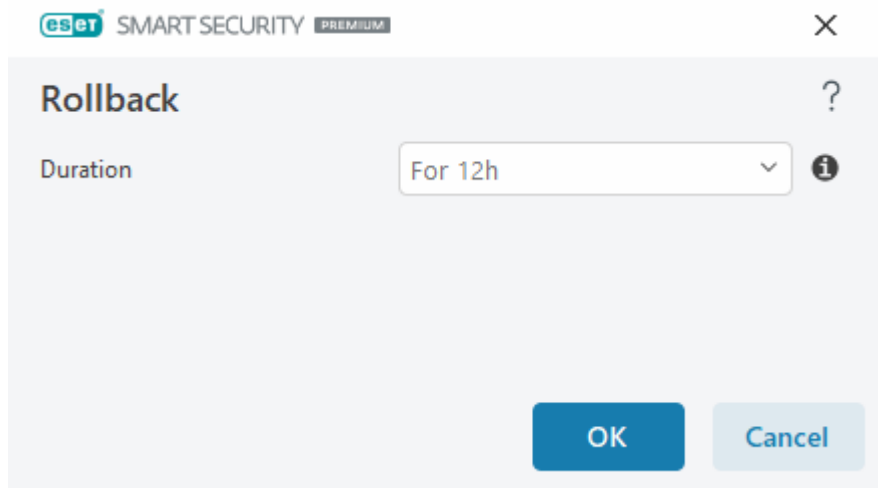 eset SMART SECURITY PREMIUM
Rollback
?
Duration
For 12h
OK
Cancel